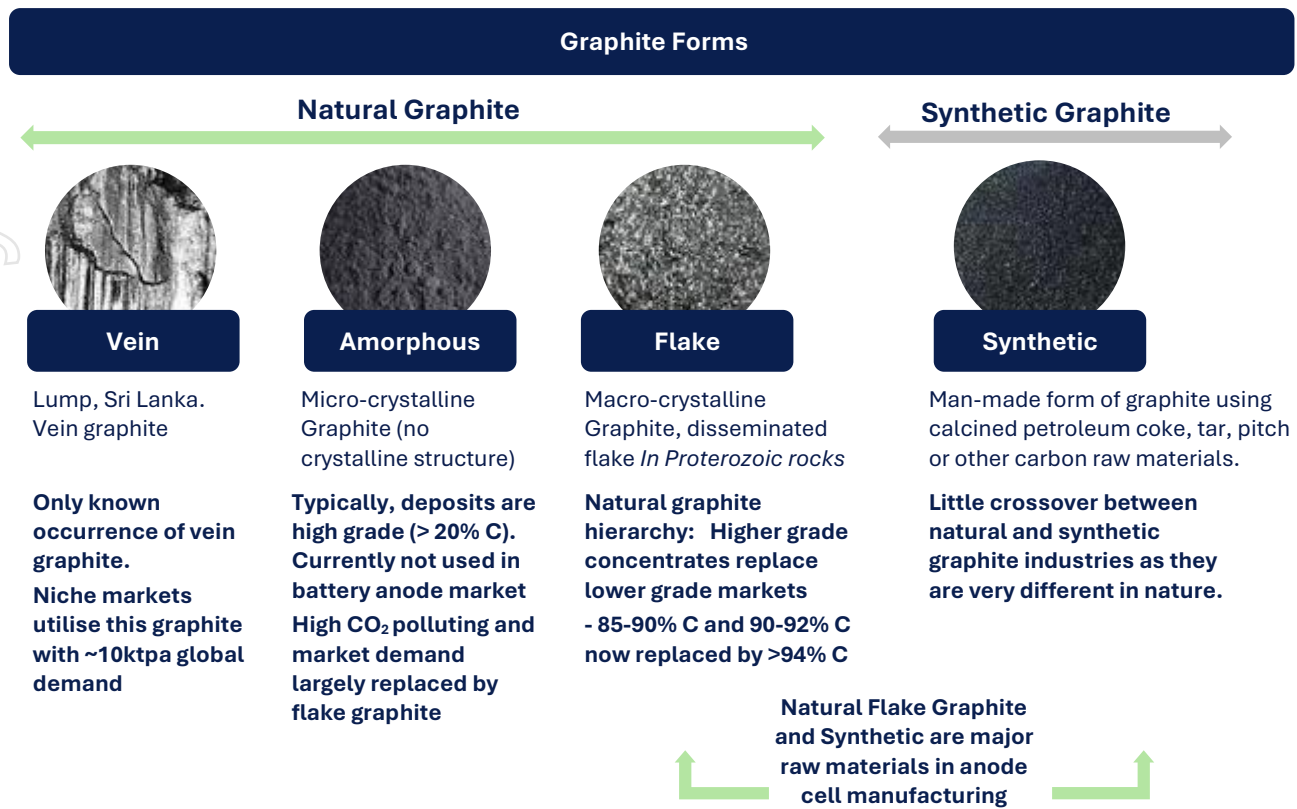 Graphite Forms
Natural Graphite
Synthetic Graphite
Vein
Lump, Sri Lanka.
Vein graphite
Only known
occurrence of vein
graphite.
Niche markets
utilise this graphite
with ~10ktpa global
demand
Amorphous
Micro-crystalline
Graphite (no
crystalline structure)
Typically, deposits are
high grade (> 20% C).
Currently not used in
battery anode market
High CO₂ polluting and
market demand
largely replaced by
flake graphite
Flake
Macro-crystalline
Graphite, disseminated
flake In Proterozoic rocks
Natural graphite
hierarchy: Higher grade
concentrates replace
lower grade markets
- 85-90% C and 90-92% C
now replaced by >94% C
Synthetic
Man-made form of graphite using
calcined petroleum coke, tar, pitch
or other carbon raw materials.
Little crossover between
natural and synthetic
graphite industries as they
are very different in nature.
Natural Flake Graphite
and Synthetic are major
raw materials in anode
cell manufacturing